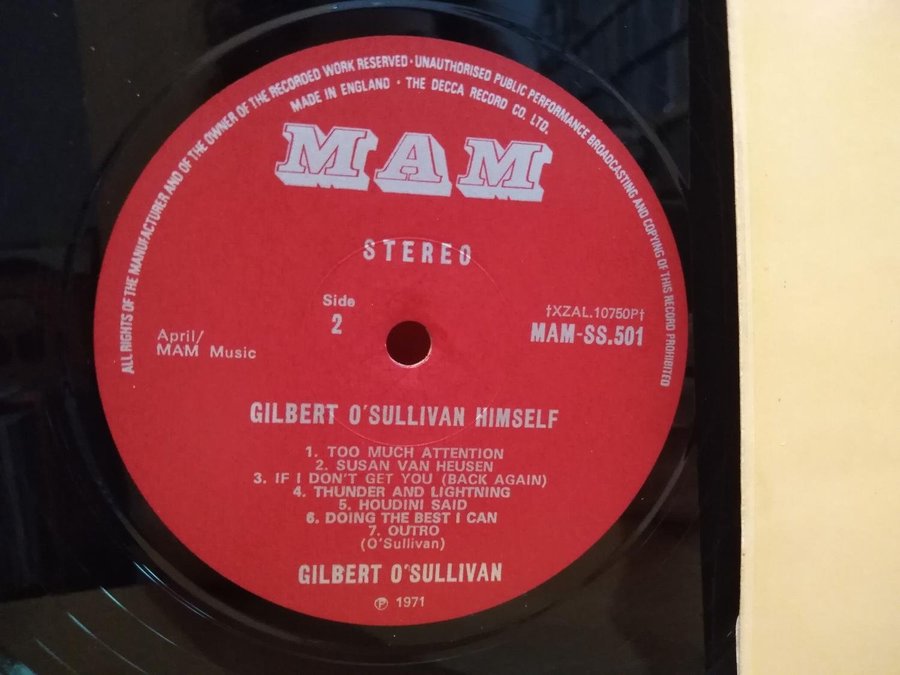 ALL RIGHTS OF THE MANUFACTURER AND OF THE OWNER OF THE RECORDED WORK RESERVED · UNAUTHORISED PUBLIC PERFORMANCE BROADCASTING AND COPYING OF THIS RECORD PROHIBITED
MADE IN ENGLAND · THE DECCA RECORD CO. LTD.
MAM
STEREO
Side
2
†XZAL.10750P†
MAM-SS.501
April/
MAM Music
GILBERT O'SULLIVAN HIMSELF
1. TOO MUCH ATTENTION
2. SUSAN VAN HEUSEN
3. IF I DON'T GET YOU (BACK AGAIN)
4. THUNDER AND LIGHTNING
5. HOUDINI SAID
6. DOING THE BEST I CAN
7. OUTRO
(O'Sullivan)
GILBERT O'SULLIVAN
℗ 1971